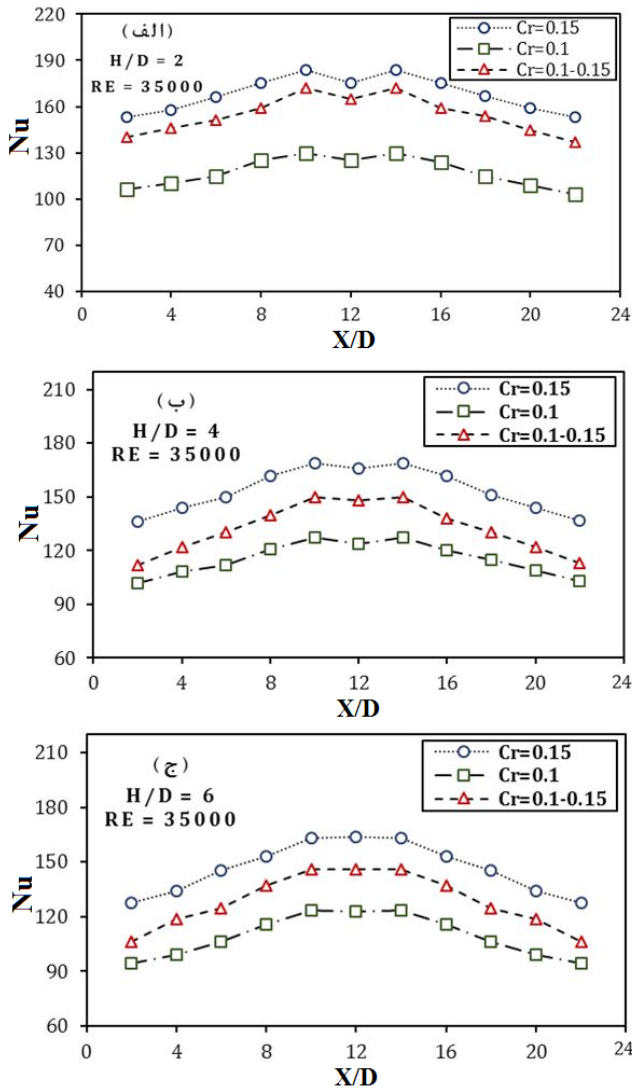 (الف)
H/D = 2
RE = 35000
Cr=0.15
Cr=0.1
Cr=0.1-0.15
Nu
220
190
160
130
100
70
40
0 4 8 12 16 20 24
X/D
(ب)
H/D = 4
RE = 35000
Cr=0.15
Cr=0.1
Cr=0.1-0.15
Nu
210
180
150
120
90
60
0 4 8 12 16 20 24
X/D
(ج)
H/D = 6
RE = 35000
Cr=0.15
Cr=0.1
Cr=0.1-0.15
Nu
210
180
150
120
90
60
0 4 8 12 16 20 24
X/D